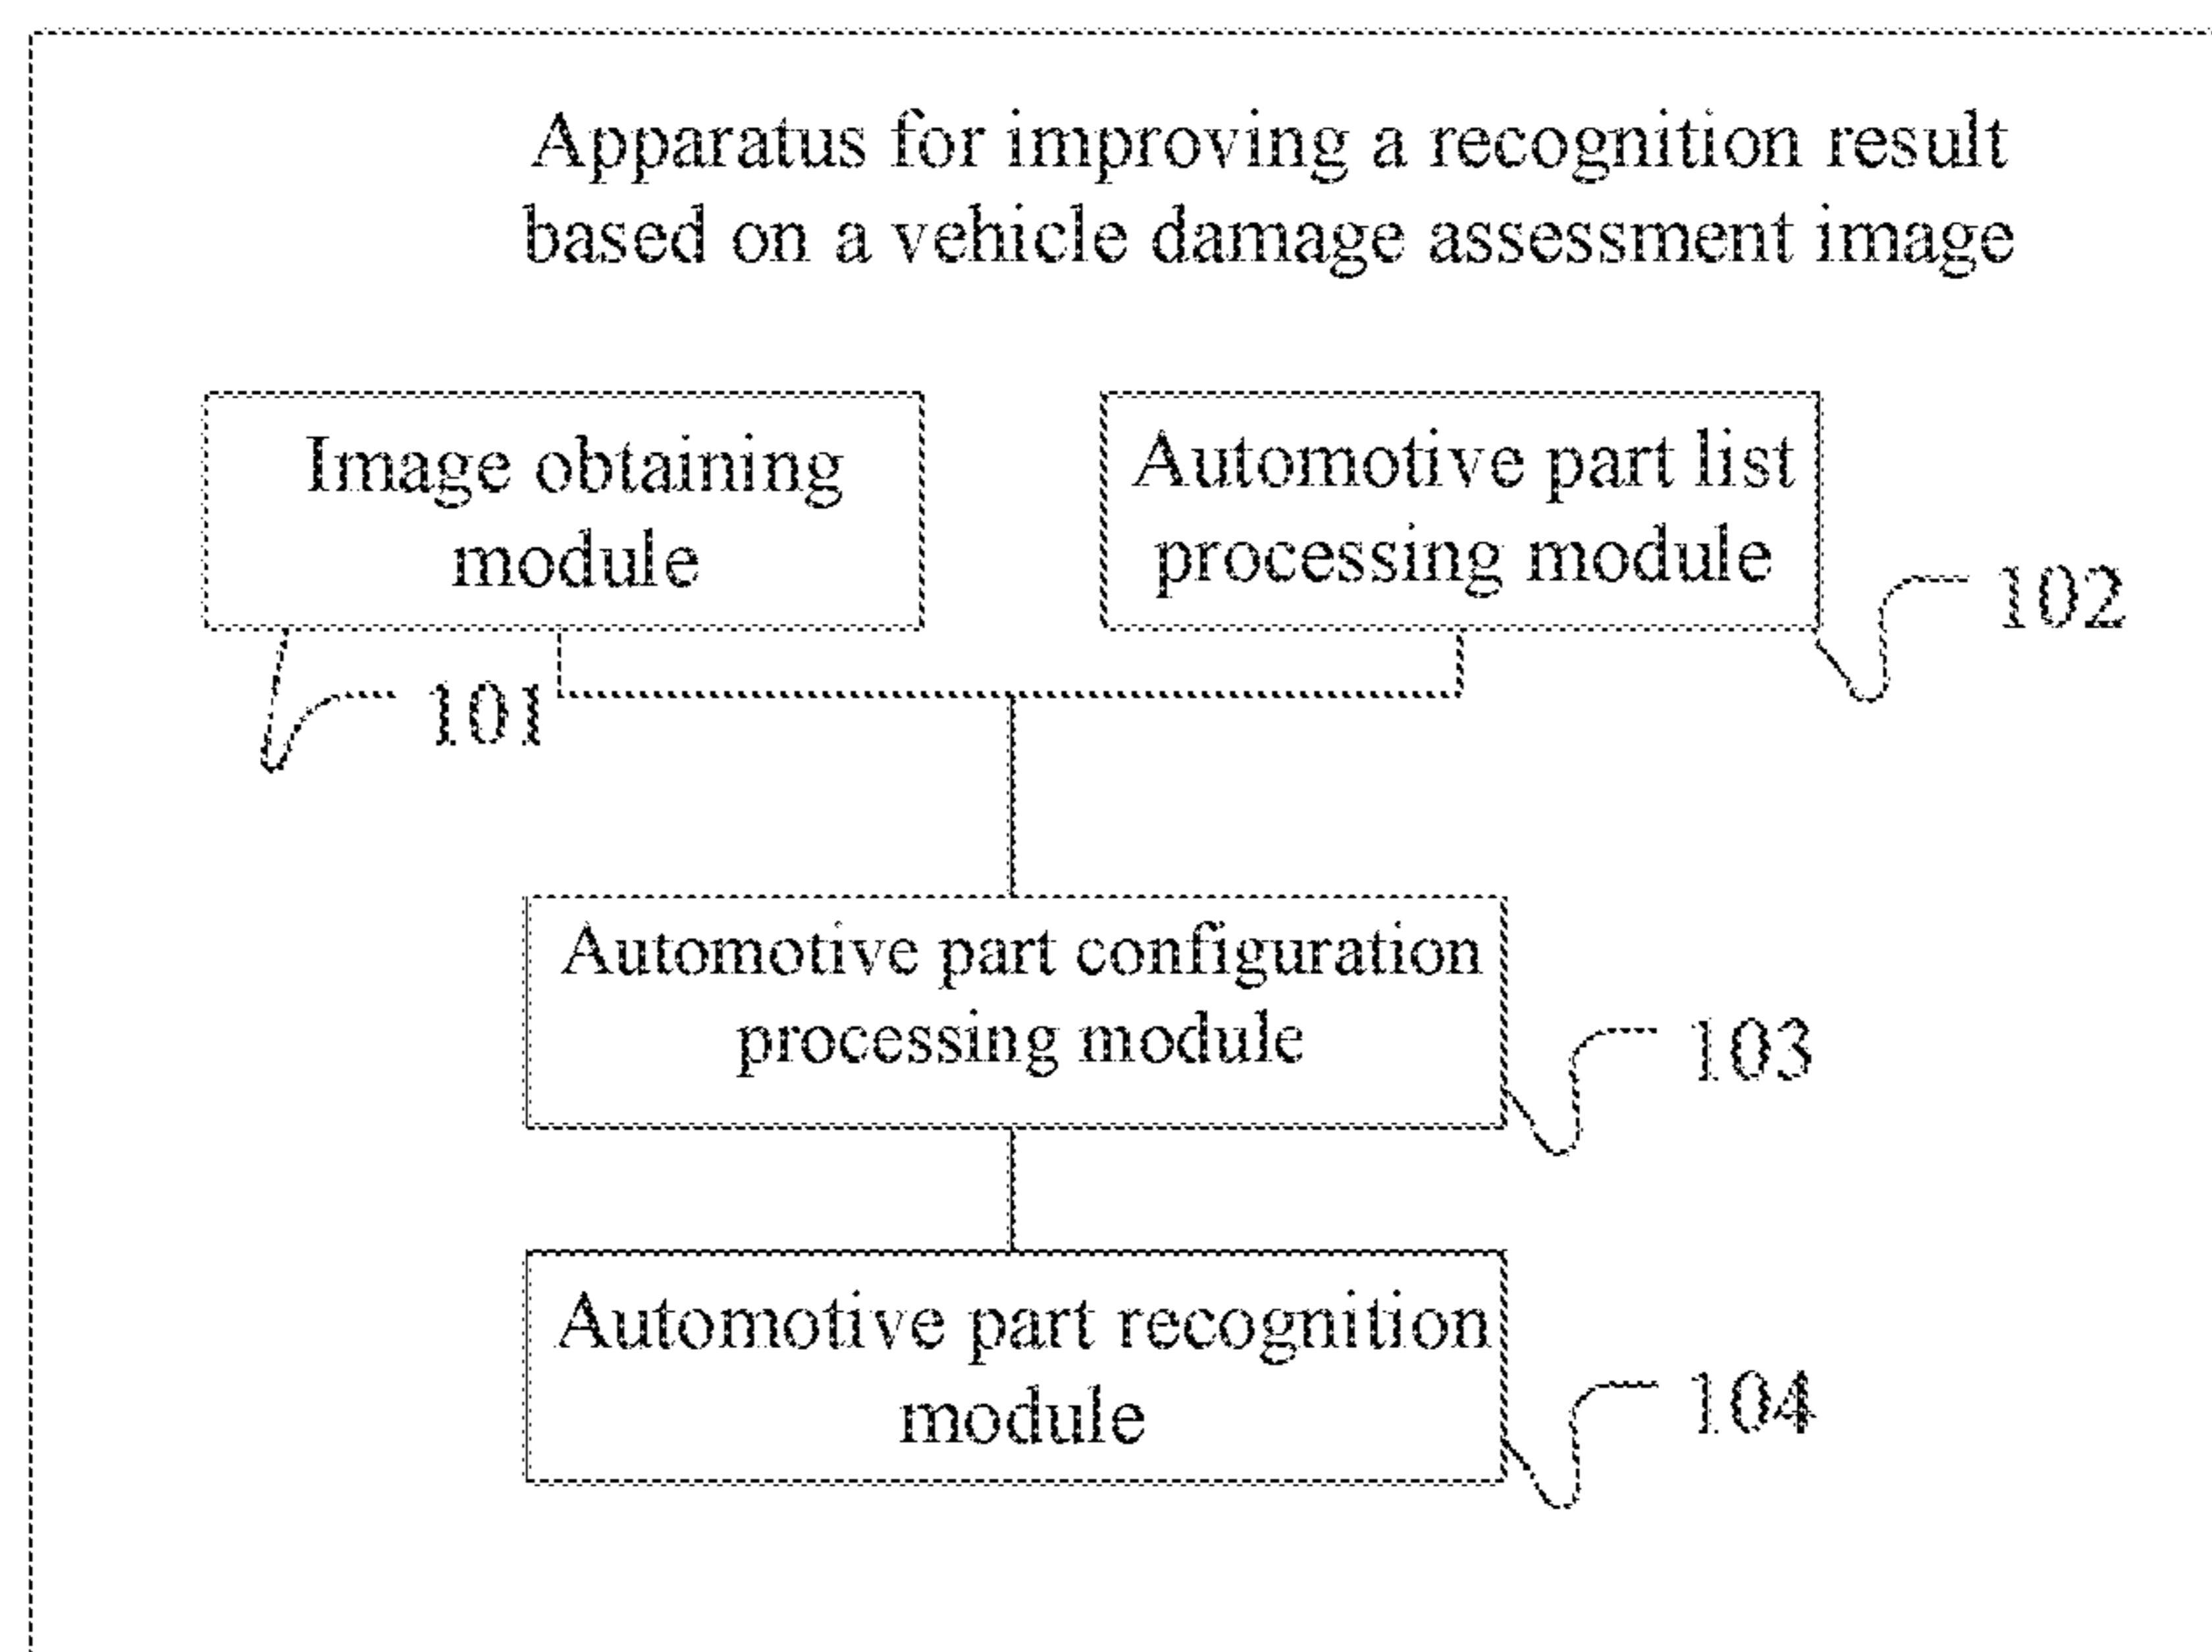 Apparatus for improving a recognition result
based on a vehicle damage assessment image
Image obtaining
module
101
Automotive part list
processing module
102
Automotive part configuration
processing module
103
Automotive part recognition
module
104